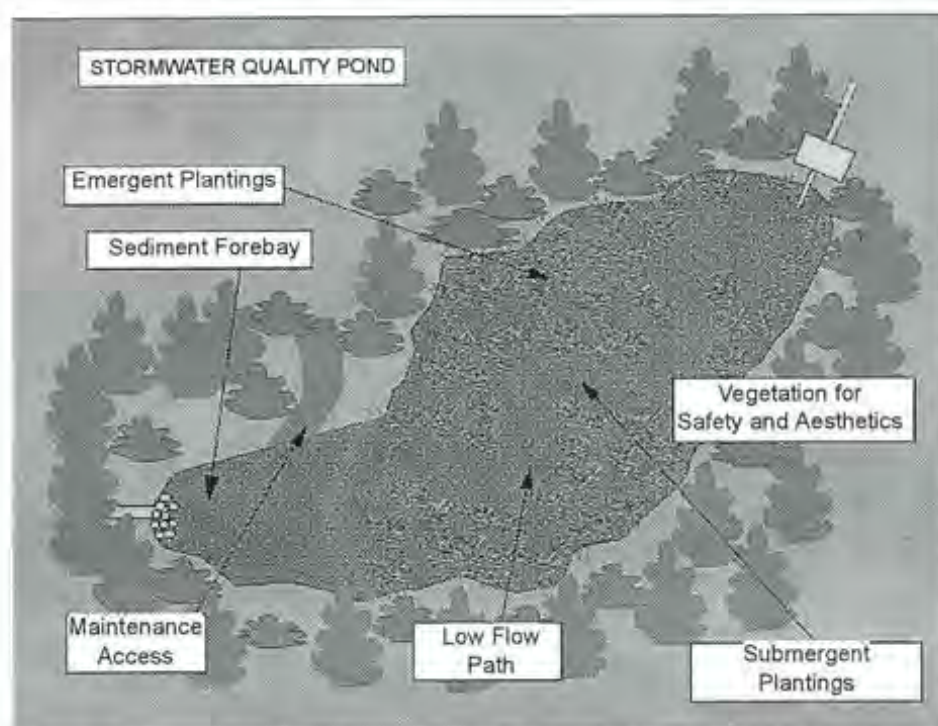 STORMWATER QUALITY POND
Emergent Plantings
Sediment Forebay
Vegetation for
Safety and Aesthetics
Maintenance
Access
Low Flow
Path
Submergent
Plantings